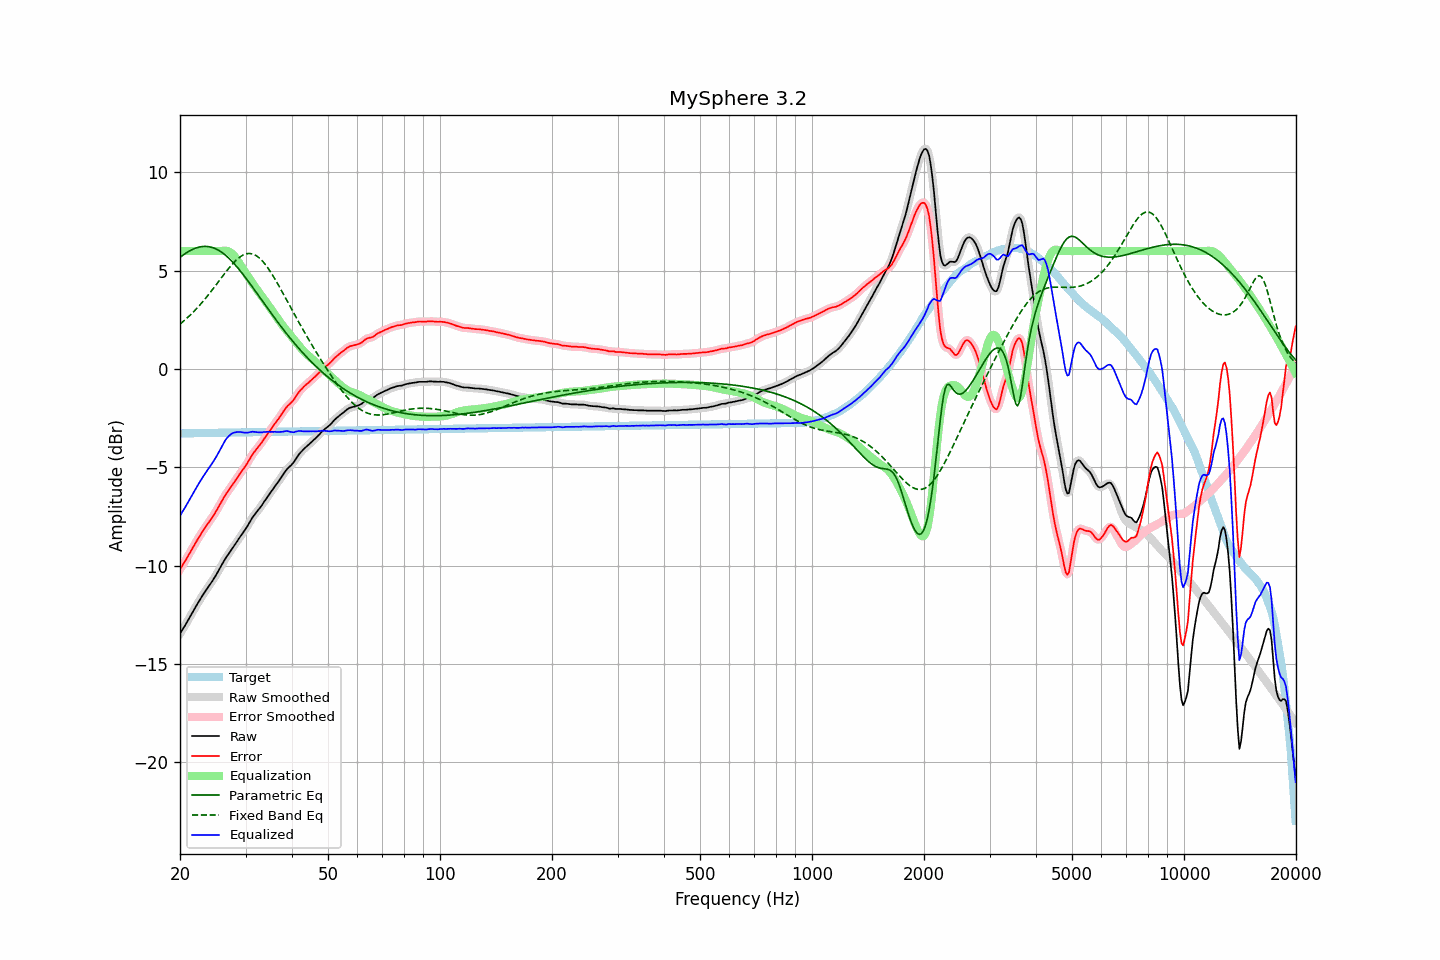 MySphere 3.2
Amplitude (dBr)
10
5
0
−5
−10
−15
−20
Target
Raw Smoothed
Error Smoothed
Raw
Error
Equalization
Parametric Eq
Fixed Band Eq
Equalized
20 50 100 200 500 1000 2000 5000 10000 20000
Frequency (Hz)